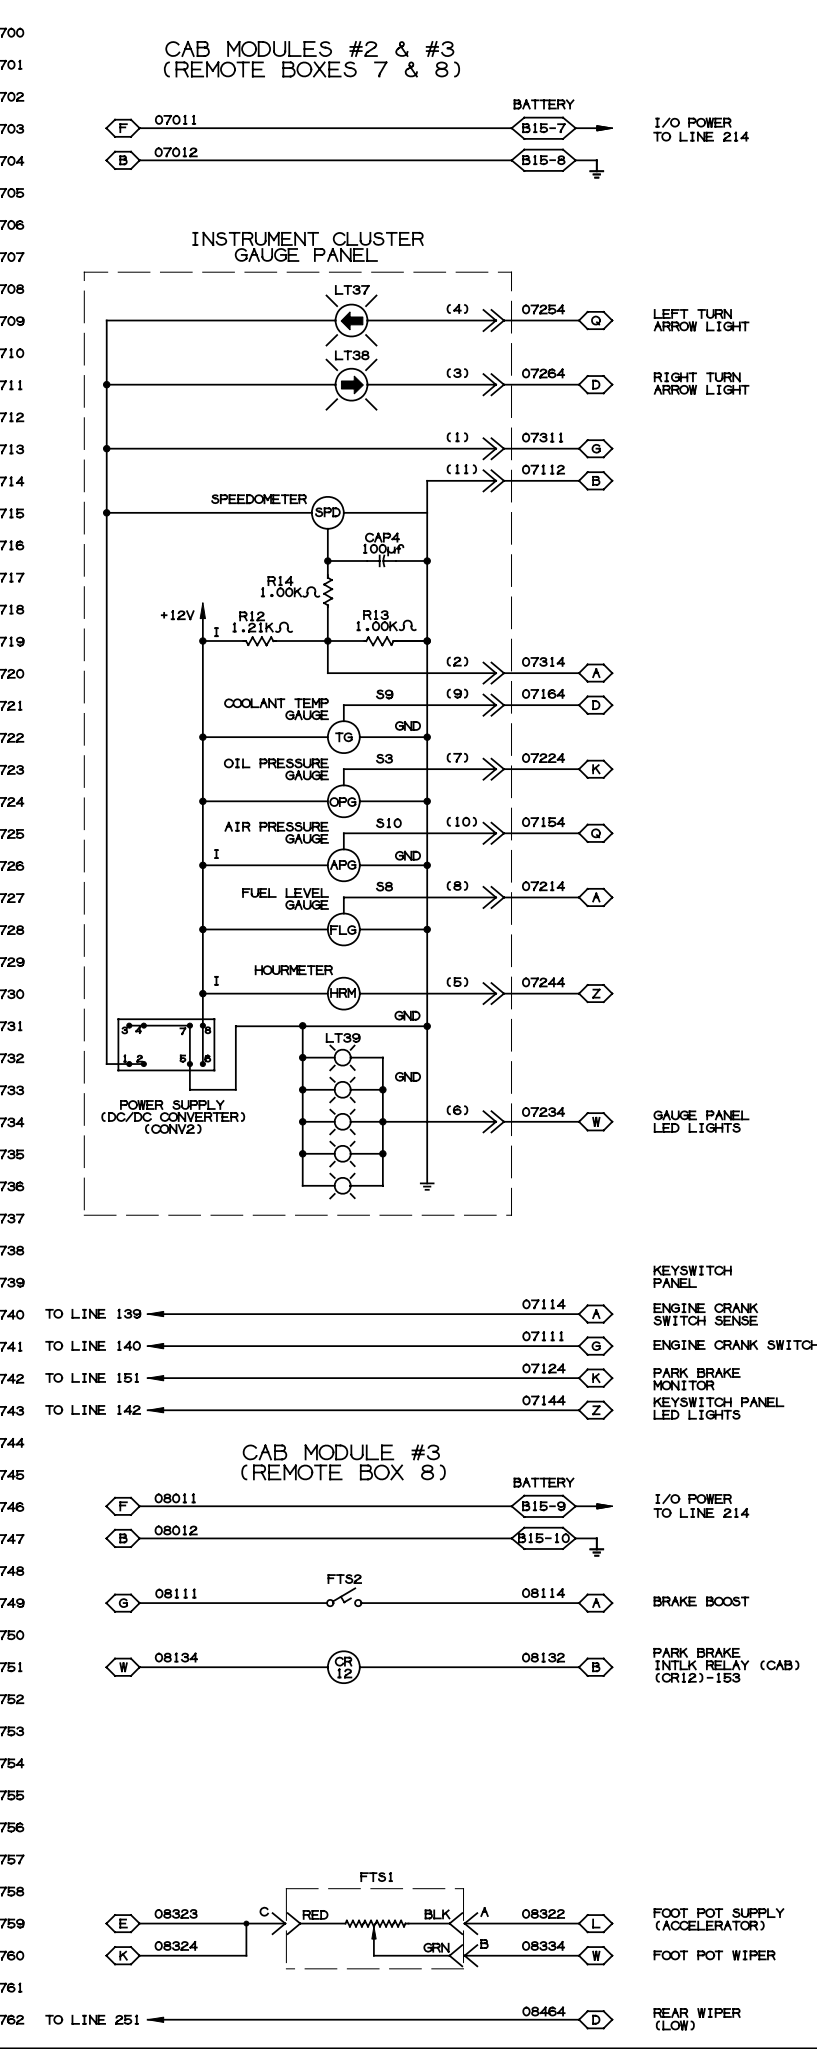 700
CAB MODULES #2 & #3
701
(REMOTE BOXES 7 & 8)
702
BATTERY
703 F 07011 B15-7 I/O POWER
TO LINE 214
704 B 07012 B15-8
705
706
INSTRUMENT CLUSTER
707 GAUGE PANEL
708 LT37
709 (4) 07254 Q LEFT TURN
ARROW LIGHT
710 LT38
711 (3) 07264 D RIGHT TURN
ARROW LIGHT
712
713 (1) 07311 G
714 (11) 07112 B
SPEEDOMETER
715 SPD
716 CAP4
100µf
717 R14
1.00K
718 +12V R12 R13
I 1.21K 1.00K
719
720 (2) 07314 A
721 COOLANT TEMP S9 (9) 07164 D
GAUGE
722 TG GND
723 OIL PRESSURE S3 (7) 07224 K
GAUGE
724 OPG
725 AIR PRESSURE S10 (10) 07154 Q
GAUGE
726 I APG GND
727 FUEL LEVEL S8 (8) 07214 A
GAUGE
728 FLG
729
HOURMETER
730 I HRM (5) 07244 Z
GND
731 3 4 7 8
LT39
732 1 2 5 6
GND
733
POWER SUPPLY
734 (DC/DC CONVERTER) (6) 07234 W GAUGE PANEL
(CONV2) LED LIGHTS
735
736
737
738
KEYSWITCH
739 PANEL
740 TO LINE 139 07114 A ENGINE CRANK
SWITCH SENSE
741 TO LINE 140 07111 G ENGINE CRANK SWITCH
742 TO LINE 151 07124 K PARK BRAKE
MONITOR
743 TO LINE 142 07144 Z KEYSWITCH PANEL
LED LIGHTS
744
CAB MODULE #3
745 (REMOTE BOX 8)
BATTERY
746 F 08011 B15-9 I/O POWER
TO LINE 214
747 B 08012 B15-10
748
FTS2
749 G 08111 08114 A BRAKE BOOST
750
PARK BRAKE
751 W 08134 CR 12 08132 B INTLK RELAY (CAB)
(CR12)-153
752
753
754
755
756
757
FTS1
758
759 E 08323 C RED BLK A 08322 L FOOT POT SUPPLY
(ACCELERATOR)
760 K 08324 GRN B 08334 W FOOT POT WIPER
761
762 TO LINE 251 08464 D REAR WIPER
(LOW)